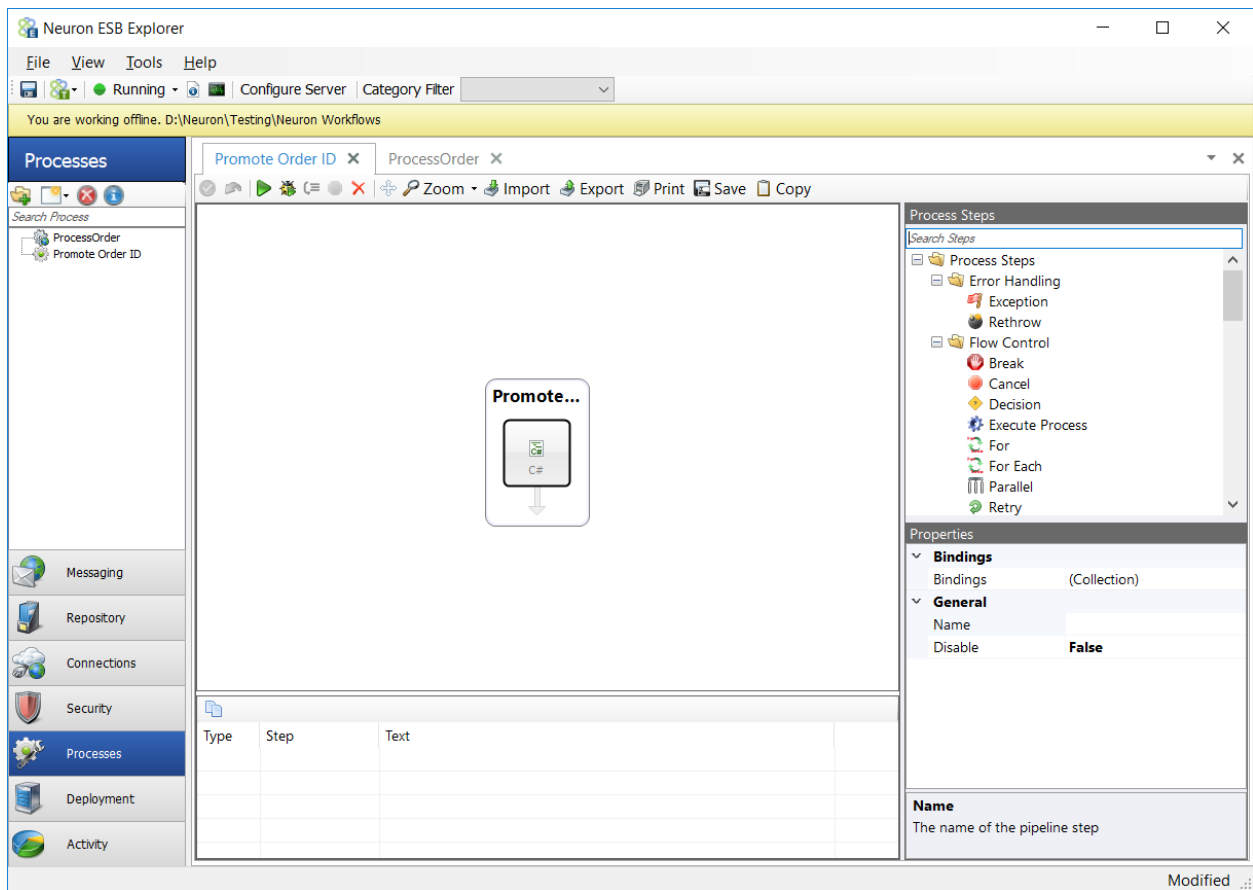 Neuron ESB Explorer
File View Tools Help
Running Configure Server Category Filter
You are working offline. D:\Neuron\Testing\Neuron Workflows
Processes
Search Process
ProcessOrder
Promote Order ID
Messaging
Repository
Connections
Security
Processes
Deployment
Activity
Promote Order ID ProcessOrder
Zoom Import Export Print Save Copy
Promote...
C#
C#
Type Step Text
Process Steps
Search Steps
Process Steps
Error Handling
Exception
Rethrow
Flow Control
Break
Cancel
Decision
Execute Process
For
For Each
Parallel
Retry
Properties
Bindings
Bindings (Collection)
General
Name
Disable False
Name
The name of the pipeline step
Modified